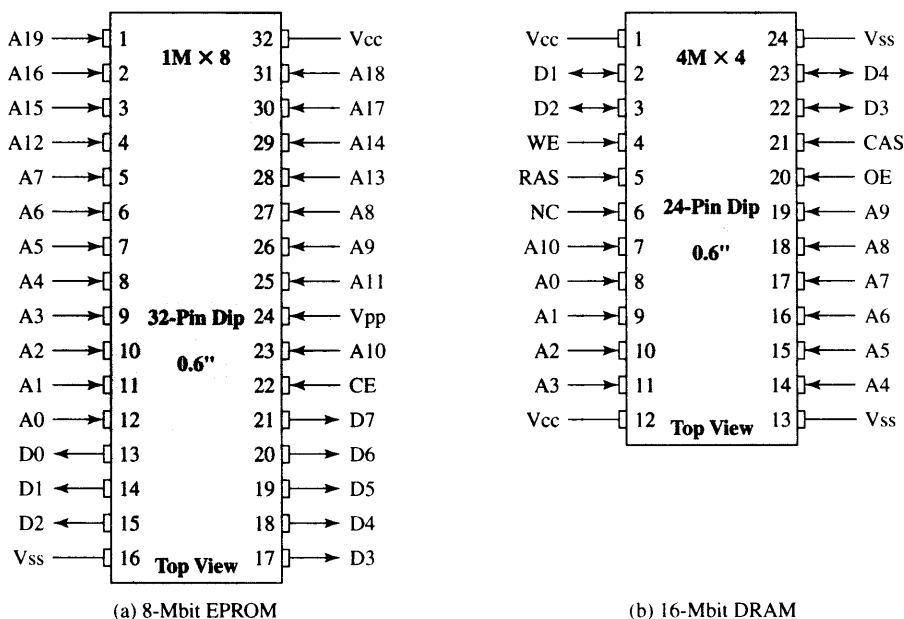 A19 1 1M × 8 32 Vcc
A16 2 31 A18
A15 3 30 A17
A12 4 29 A14
A7 5 28 A13
A6 6 27 A8
A5 7 26 A9
A4 8 25 A11
A3 9 32-Pin Dip 24 Vpp
A2 10 0.6" 23 A10
A1 11 22 CE
A0 12 21 D7
D0 13 20 D6
D1 14 19 D5
D2 15 18 D4
Vss 16 Top View 17 D3
(a) 8-Mbit EPROM
Vcc 1 4M × 4 24 Vss
D1 2 23 D4
D2 3 22 D3
WE 4 21 CAS
RAS 5 20 OE
NC 6 24-Pin Dip 19 A9
A10 7 0.6" 18 A8
A0 8 17 A7
A1 9 16 A6
A2 10 15 A5
A3 11 14 A4
Vcc 12 Top View 13 Vss
(b) 16-Mbit DRAM